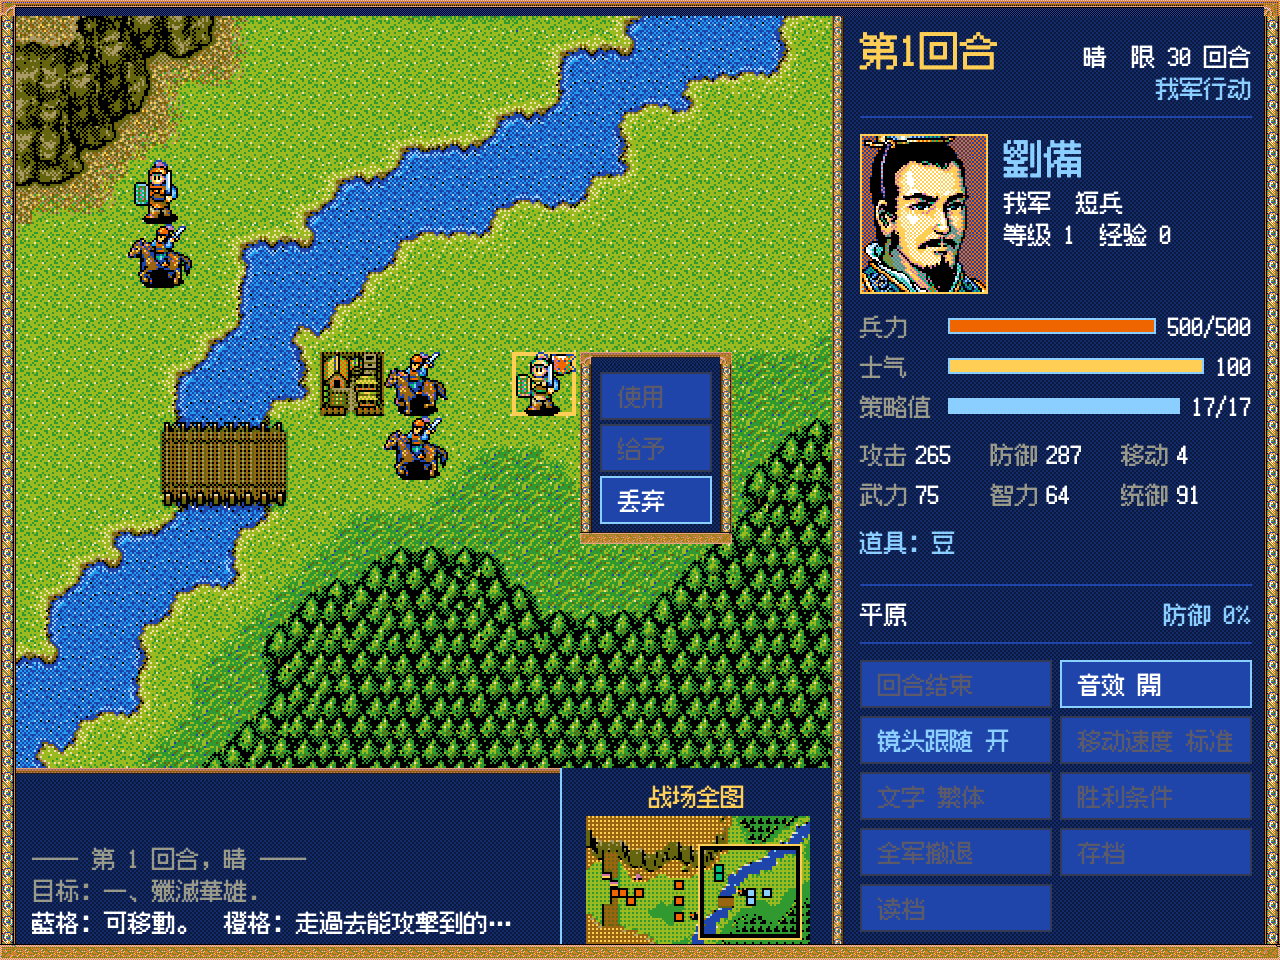 第1回合
晴 限 30 回合
我军行动
劉備
我军 短兵
等级 1 经验 0
兵力 500/500
士气 100
策略值 17/17
攻击 265 防御 287 移动 4
武力 75 智力 64 统御 91
道具: 豆
平原 防御 0%
使用
给予
丢弃
回合结束 音效 開
镜头跟随 开 移动速度 标准
文字 繁体 胜利条件
全军撤退 存档
读档
战场全图
—— 第 1 回合, 晴 ——
目标: 一、殲滅華雄.
藍格: 可移動。 橙格: 走過去能攻擊到的…